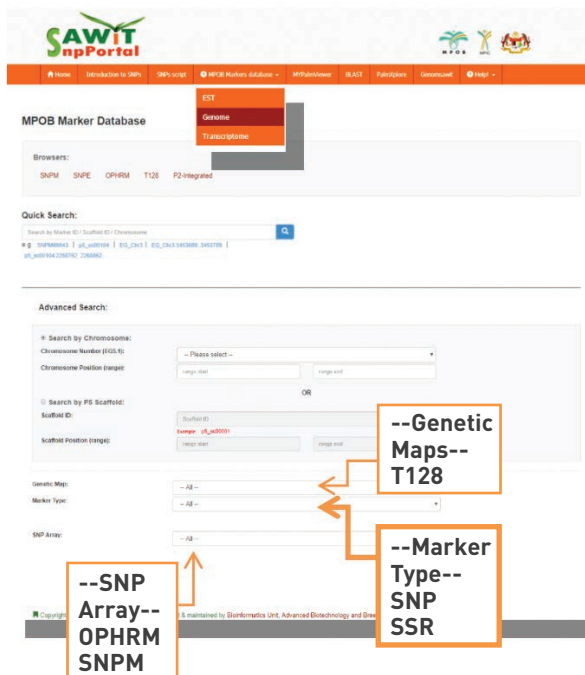 SAWiT
SnpPortal
MPOB
Home Introduction to SNPs SNPs script MPOB Markers database MYPalmViewer BLAST PalmXplore Genomsawit Help!
EST
Genome
Transcriptome
MPOB Marker Database
Browsers:
SNPM SNPE OPHRM T128 P2-Integrated
Quick Search:
Search by Marker ID / Scaffold ID / Chromosome
Advanced Search:
Search by Chromosome:
Chromosome Number (EG5.1): -- Please select --
Chromosome Position (range): range start range end
OR
Search by PS Scaffold:
Scaffold ID: Scaffold ID
Example: p5_sc00001
Scaffold Position (range): range start range end
--Genetic
Maps--
T128
Genetic Map: -- All --
Marker Type: -- All --
SNP Array: -- All --
--Marker
Type--
SNP
SSR
--SNP
Array--
OPHRM
SNPM
Copyright & maintained by Bioinformatics Unit, Advanced Biotechnology and Bree